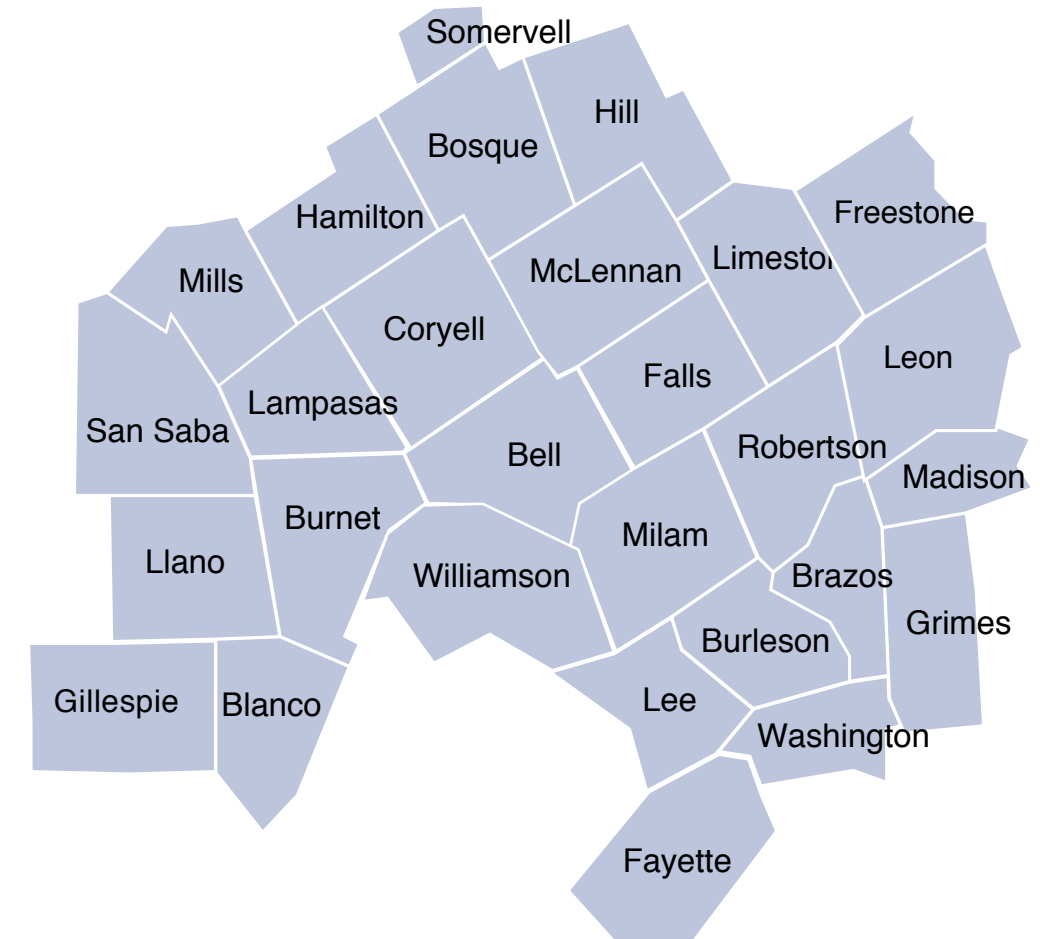 Somervell
Hill
Bosque
Freestone
Hamilton
Limestor
McLennan
Mills
Coryell
Leon
Falls
Lampasas
San Saba
Robertson
Bell
Madison
Burnet
Milam
Llano
Williamson
Brazos
Grimes
Burleson
Lee
Gillespie
Blanco
Washington
Fayette